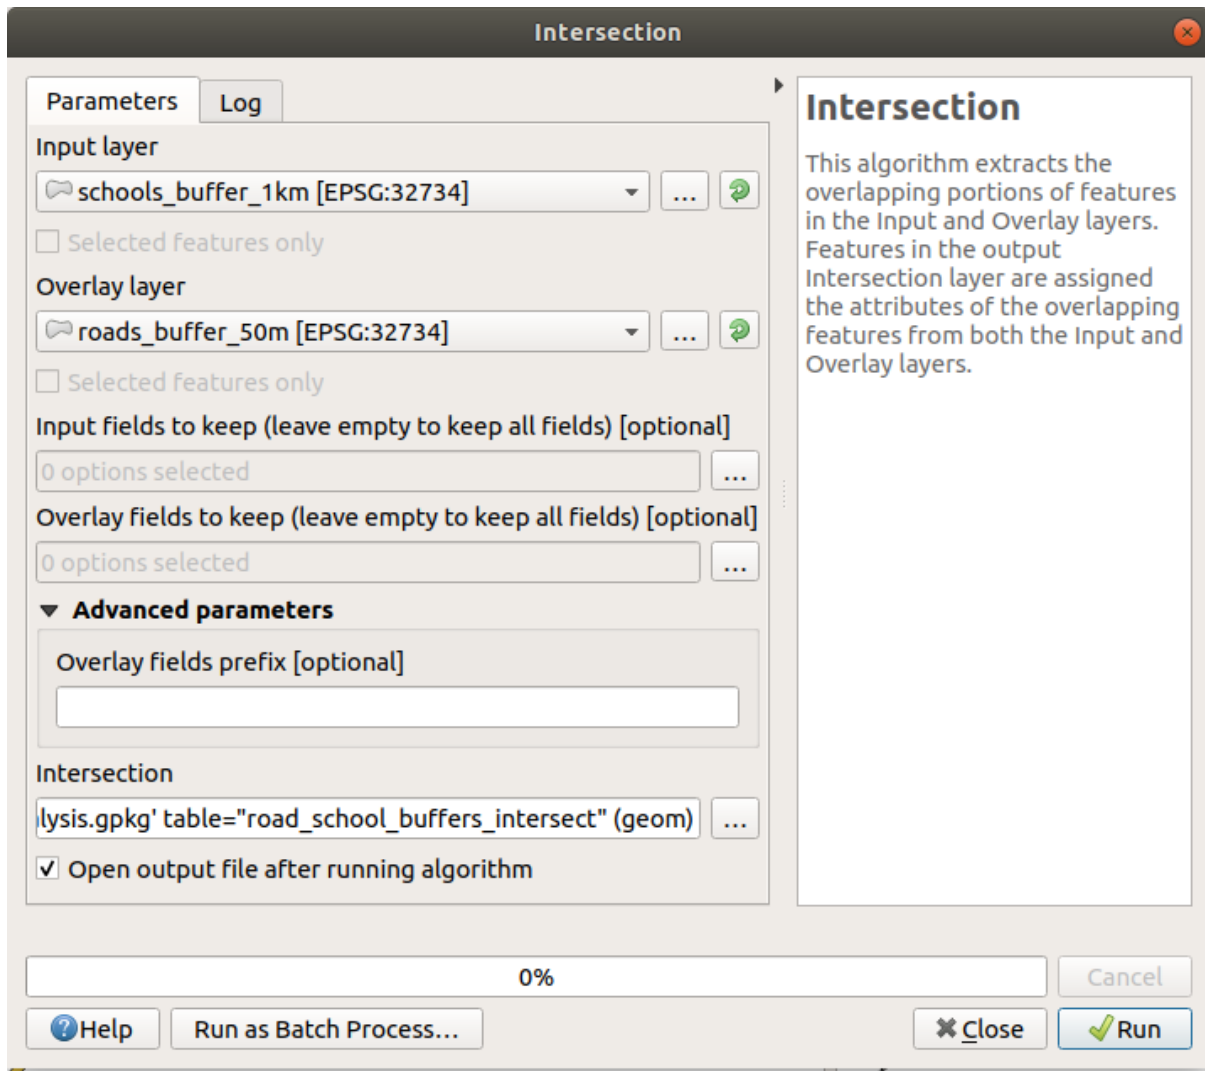 Intersection
Parameters
Log
Input layer
schools_buffer_1km [EPSG:32734]
...
Selected features only
Overlay layer
roads_buffer_50m [EPSG:32734]
...
Selected features only
Input fields to keep (leave empty to keep all fields) [optional]
0 options selected
...
Overlay fields to keep (leave empty to keep all fields) [optional]
0 options selected
...
Advanced parameters
Overlay fields prefix [optional]
Intersection
lysis.gpkg' table="road_school_buffers_intersect" (geom)
...
Open output file after running algorithm
Intersection
This algorithm extracts the
overlapping portions of features
in the Input and Overlay layers.
Features in the output
Intersection layer are assigned
the attributes of the overlapping
features from both the Input and
Overlay layers.
0%
Cancel
Help
Run as Batch Process...
Close
Run